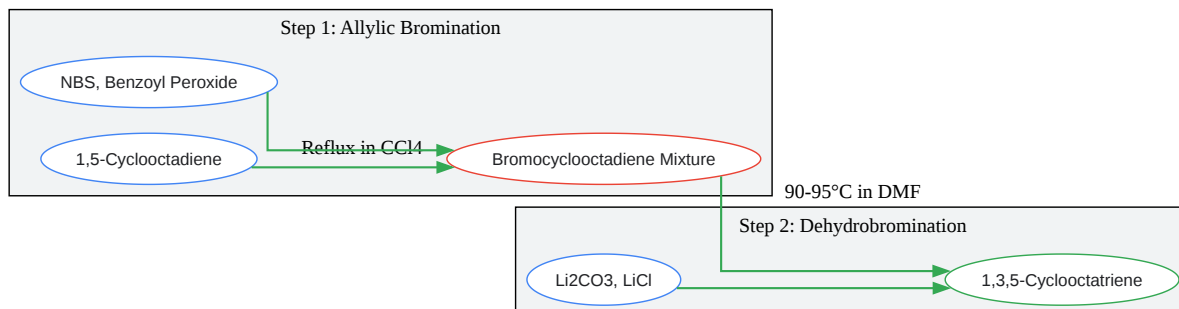 Step 1: Allylic Bromination
NBS, Benzoyl Peroxide
Reflux in CCl4
1,5-Cyclooctadiene
Bromocyclooctadiene Mixture
90-95°C in DMF
Step 2: Dehydrobromination
Li2CO3, LiCl
1,3,5-Cyclooctatriene